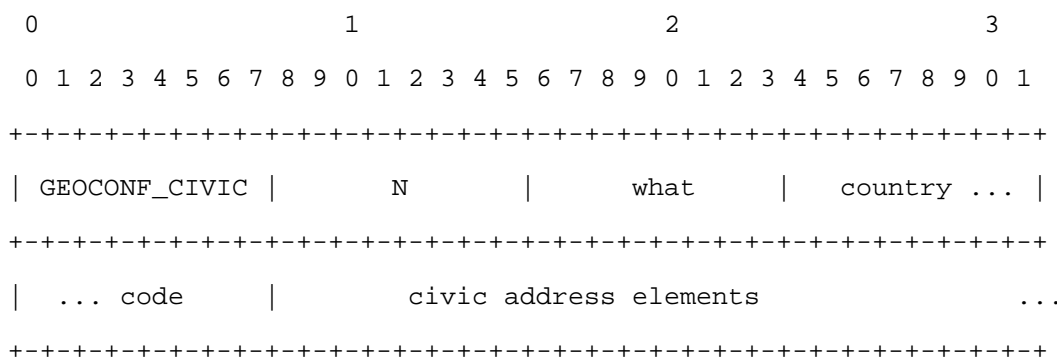 0                   1                   2                   3
0 1 2 3 4 5 6 7 8 9 0 1 2 3 4 5 6 7 8 9 0 1 2 3 4 5 6 7 8 9 0 1
+-+-+-+-+-+-+-+-+-+-+-+-+-+-+-+-+-+-+-+-+-+-+-+-+-+-+-+-+-+-+-+-+
| GEOCONF_CIVIC |       N       |      what     |   country ... |
+-+-+-+-+-+-+-+-+-+-+-+-+-+-+-+-+-+-+-+-+-+-+-+-+-+-+-+-+-+-+-+-+
|  ... code     |        civic address elements                ...
+-+-+-+-+-+-+-+-+-+-+-+-+-+-+-+-+-+-+-+-+-+-+-+-+-+-+-+-+-+-+-+-+